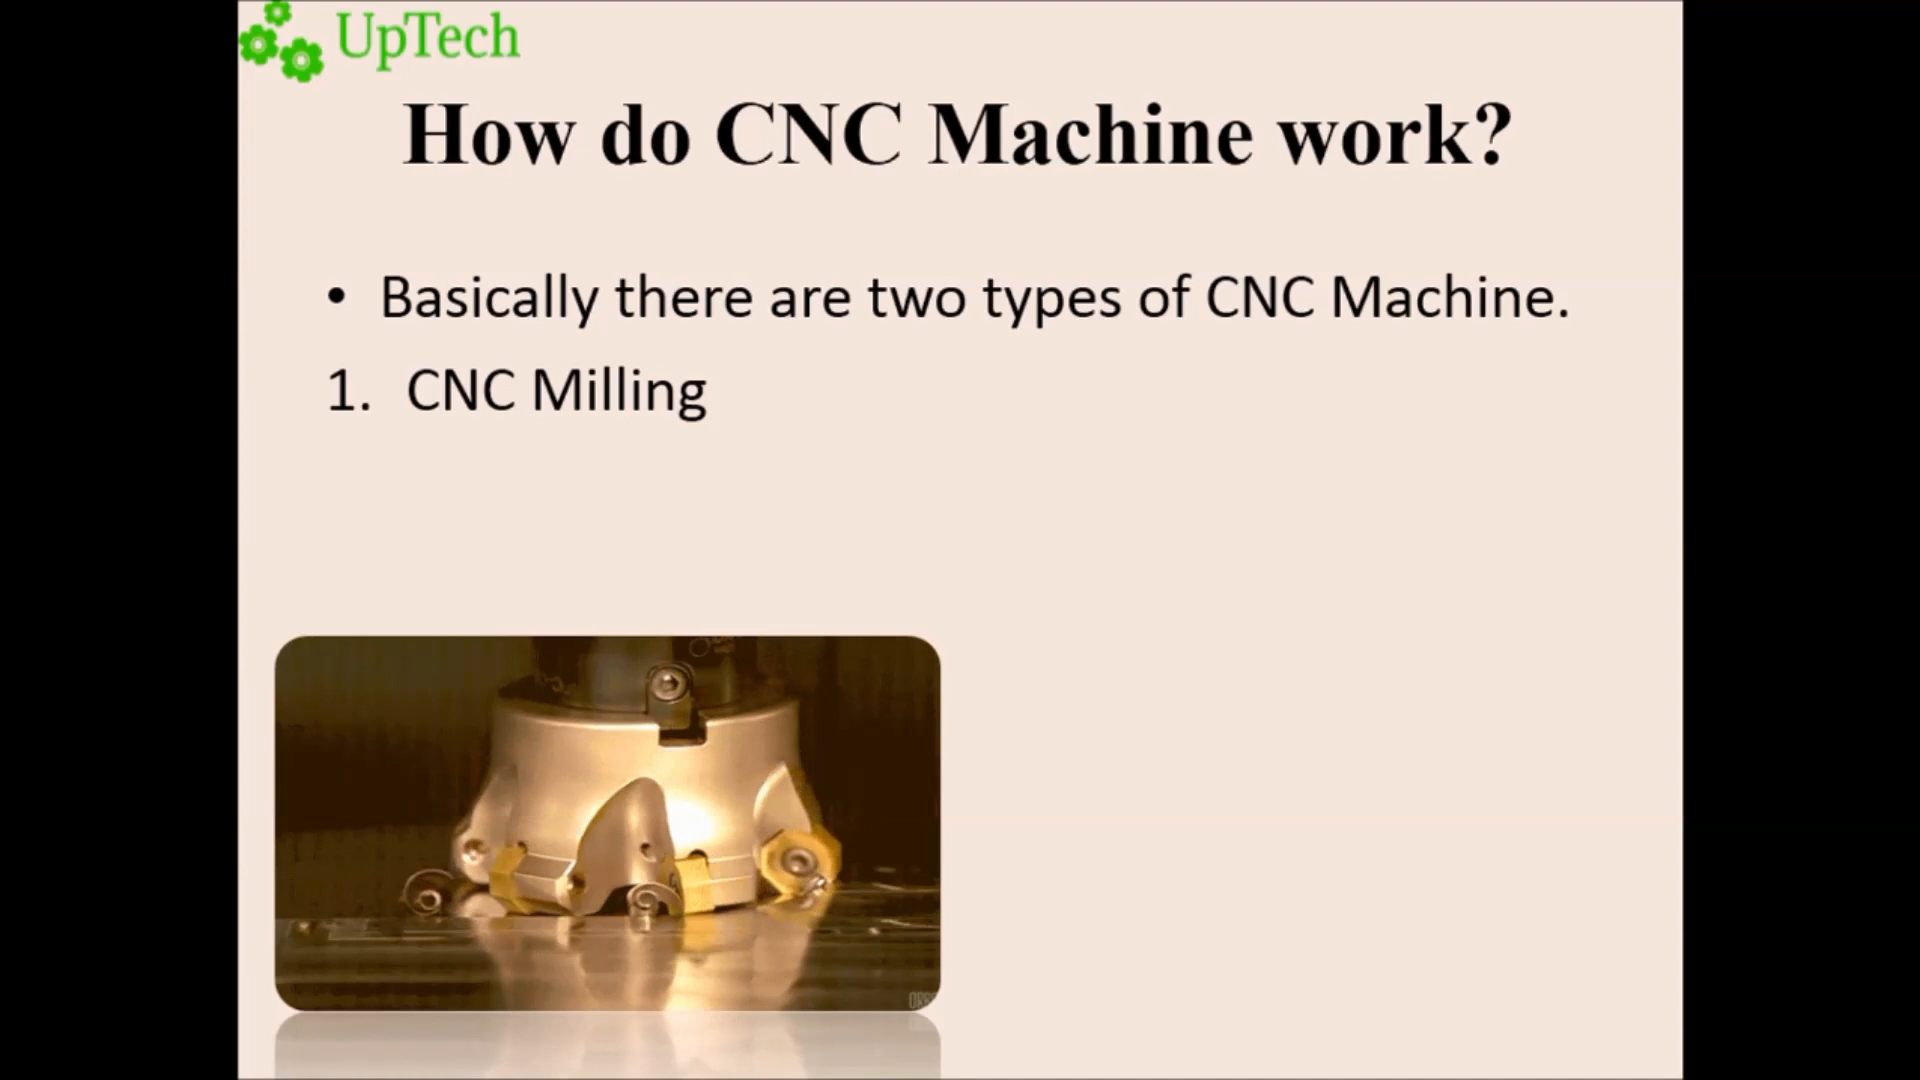 UpTech
How do CNC Machine work?
• Basically there are two types of CNC Machine.
1. CNC Milling